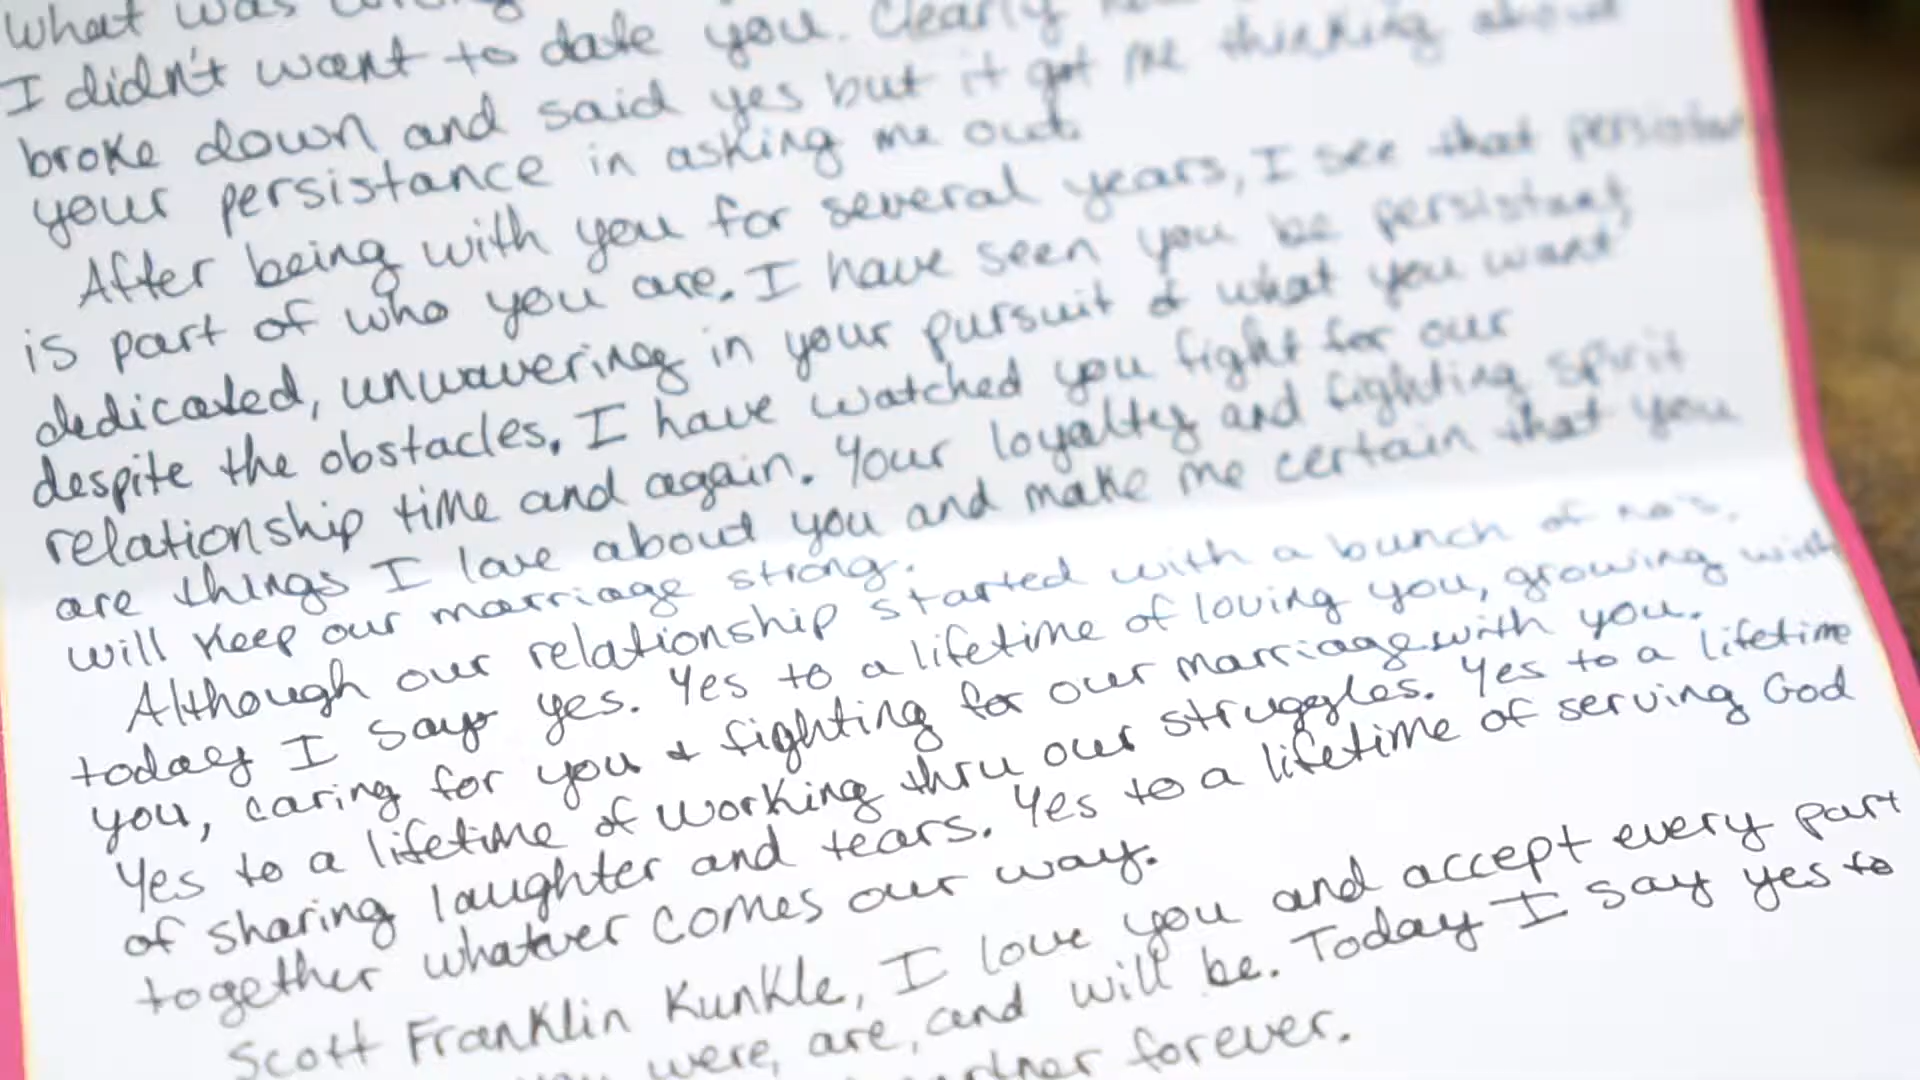 What was
I didn't want to date you. Clearly
broke down and said yes but it got me thinking about
your persistance in asking me out.
After being with you for several years, I see that
is part of who you are. I have seen you be persistant,
dedicated, unwavering in your pursuit of what you want
despite the obstacles. I have watched you fight for our
relationship time and again. Your loyalty and fighting spirit
are things I love about you and make me certain that you
will keep our marriage strong.
Although our relationship started with a bunch of no's,
today I say yes. Yes to a lifetime of loving you, growing with
you, caring for you & fighting for our marriage with you.
Yes to a lifetime of working thru our struggles. Yes to a lifetime
of sharing laughter and tears. Yes to a lifetime of serving God
together whatever comes our way.
Scott Franklin Kunkle, I love you and accept every part
you were, are, and will be. Today I say yes to
forever.